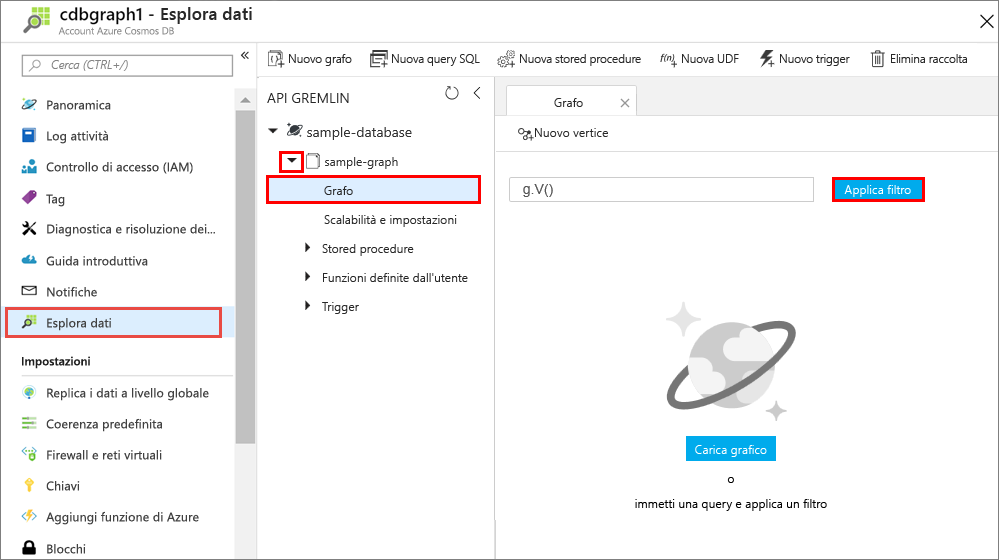 cdbgraph1 - Esplora dati
Account Azure Cosmos DB
Cerca (CTRL+/)
Panoramica
Log attività
Controllo di accesso (IAM)
Tag
Diagnostica e risoluzione dei...
Guida introduttiva
Notifiche
Esplora dati
Impostazioni
Replica i dati a livello globale
Coerenza predefinita
Firewall e reti virtuali
Chiavi
Aggiungi funzione di Azure
Blocchi
Nuovo grafo
Nuova query SQL
Nuova stored procedure
Nuova UDF
Nuovo trigger
Elimina raccolta
API GREMLIN
sample-database
sample-graph
Grafo
Scalabilità e impostazioni
Stored procedure
Funzioni definite dall'utente
Trigger
Grafo
Nuovo vertice
g.V()
Applica filtro
Carica grafico
o
immetti una query e applica un filtro